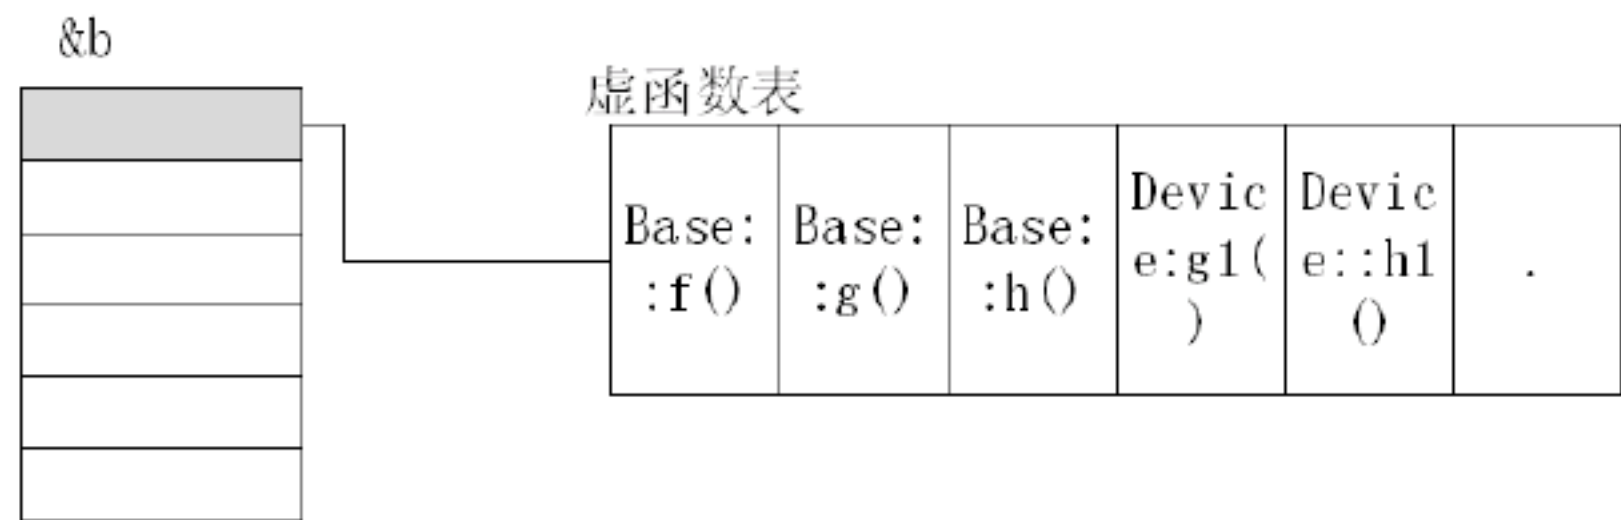 &b
虚函数表
Base:
:f()
Base:
:g()
Base:
:h()
Devic
e:g1(
)
Devic
e::h1
()
.